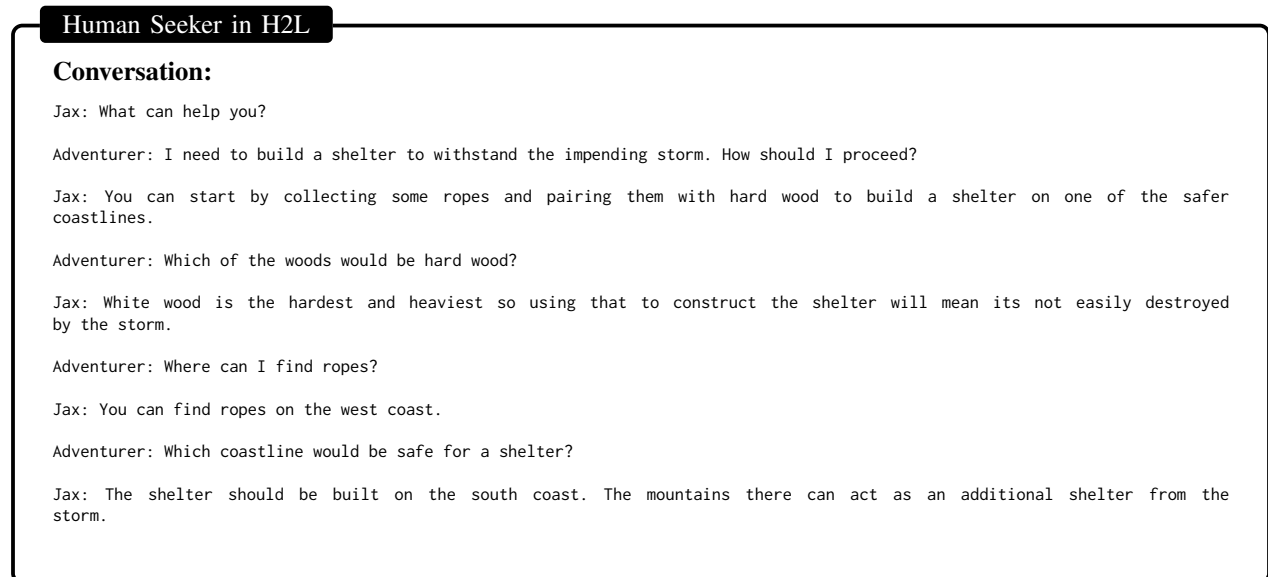 Human Seeker in H2L
Conversation:
Jax: What can help you?
Adventurer: I need to build a shelter to withstand the impending storm. How should I proceed?
Jax: You can start by collecting some ropes and pairing them with hard wood to build a shelter on one of the safer
coastlines.
Adventurer: Which of the woods would be hard wood?
Jax: White wood is the hardest and heaviest so using that to construct the shelter will mean its not easily destroyed
by the storm.
Adventurer: Where can I find ropes?
Jax: You can find ropes on the west coast.
Adventurer: Which coastline would be safe for a shelter?
Jax: The shelter should be built on the south coast. The mountains there can act as an additional shelter from the
storm.